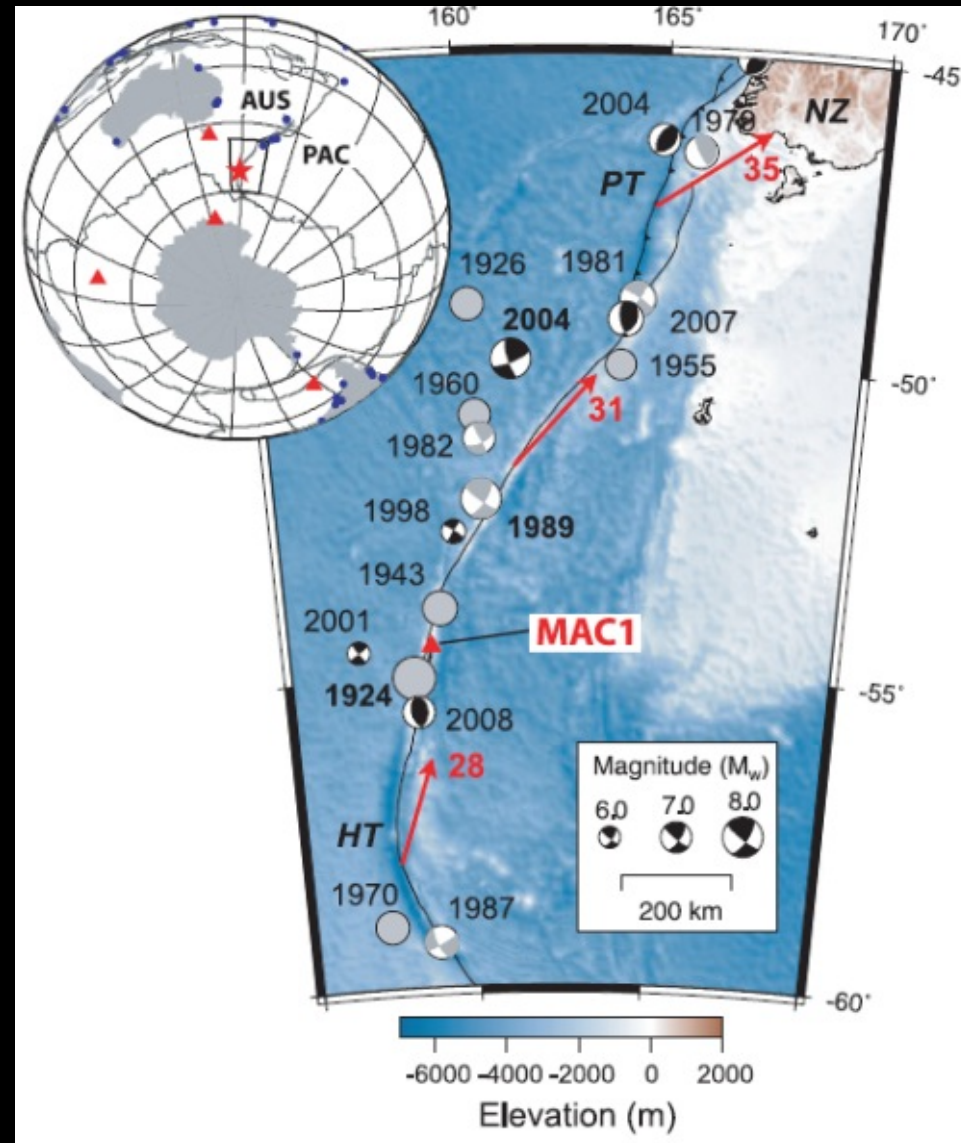 160˚
165˚
170˚
-45˚
AUS
PAC
2004
1979
NZ
PT
35
1926
1981
2004
2007
1960
1955
-50˚
31
1982
1998
1989
1943
2001
MAC1
1924
2008
-55˚
28
Magnitude (Mw)
6.0 7.0 8.0
HT
200 km
1970
1987
-60˚
-6000 -4000 -2000 0 2000
Elevation (m)